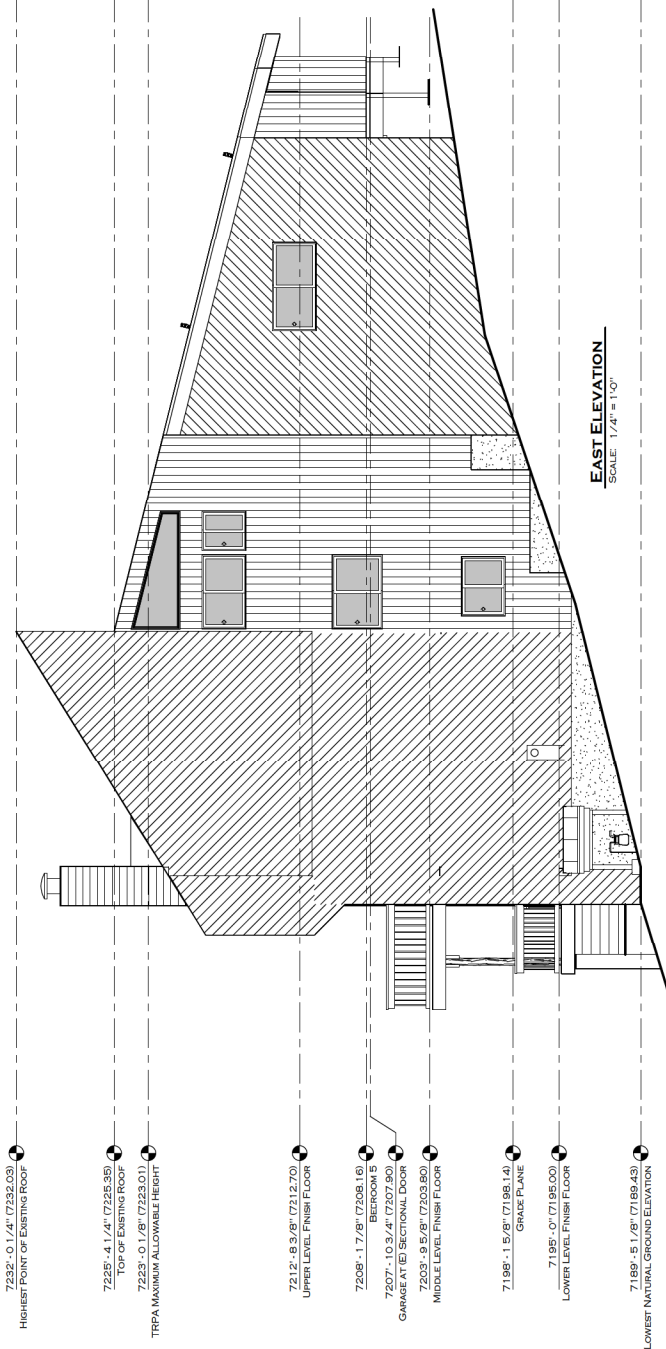 7232' - 0 1/4" (7232.03)
HIGHEST POINT OF EXISTING ROOF
7225' - 4 1/4" (7225.35)
TOP OF EXISTING ROOF
7223' - 0 1/8" (7223.01)
TRPA MAXIMUM ALLOWABLE HEIGHT
7212' - 8 3/8" (7212.70)
UPPER LEVEL FINISH FLOOR
7208' - 1 7/8" (7208.16)
BEDROOM 5
7207' - 10 3/4" (7207.90)
GARAGE AT (E) SECTIONAL DOOR
7203' - 9 5/8" (7203.80)
MIDDLE LEVEL FINISH FLOOR
7198' - 1 5/8" (7198.14)
GRADE PLANE
7195' - 0" (7195.00)
LOWER LEVEL FINISH FLOOR
7189' - 5 1/8" (7189.43)
LOWEST NATURAL GROUND ELEVATION
EAST ELEVATION
SCALE: 1/4" = 1'-0"